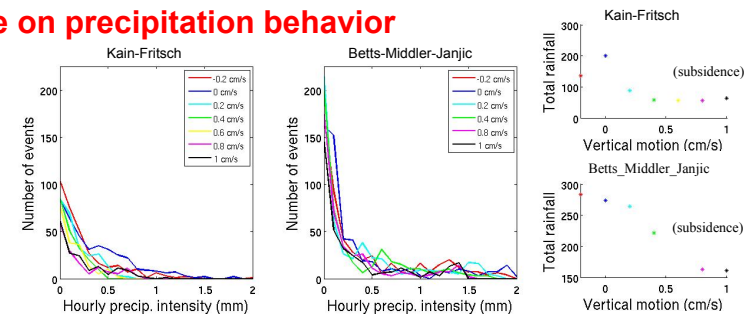 e on precipitation behavior
Kain-Fritsch
Number of events
200
150
100
50
0
-0.2 cm/s
0 cm/s
0.2 cm/s
0.4 cm/s
0.6 cm/s
0.8 cm/s
1 cm/s
0 0.5 1 1.5 2
Hourly precip. intensity (mm)
Betts-Middler-Janjic
Number of events
200
150
100
50
0
-0.2 cm/s
0 cm/s
0.2 cm/s
0.4 cm/s
0.6 cm/s
0.8 cm/s
1 cm/s
0 0.5 1 1.5 2
Hourly precip. intensity (mm)
Kain-Fritsch
Total rainfall
300
200
100
0
(subsidence)
0 0.5 1
Vertical motion (cm/s)
Betts_Middler_Janjic
Total rainfall
300
250
200
150
(subsidence)
0 0.5 1
Vertical motion (cm/s)